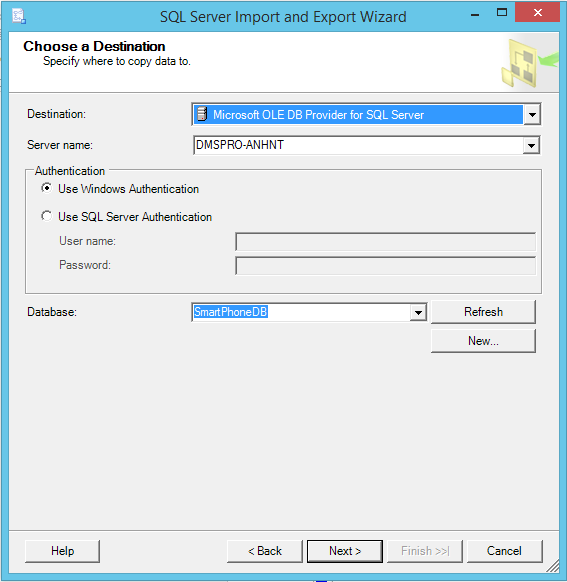 SQL Server Import and Export Wizard
Choose a Destination
Specify where to copy data to.
Destination:
Microsoft OLE DB Provider for SQL Server
Server name:
DMSPRO-ANHNT
Authentication
Use Windows Authentication
Use SQL Server Authentication
User name:
Password:
Database:
SmartPhoneDB
Refresh
New...
Help
< Back
Next >
Finish >>|
Cancel